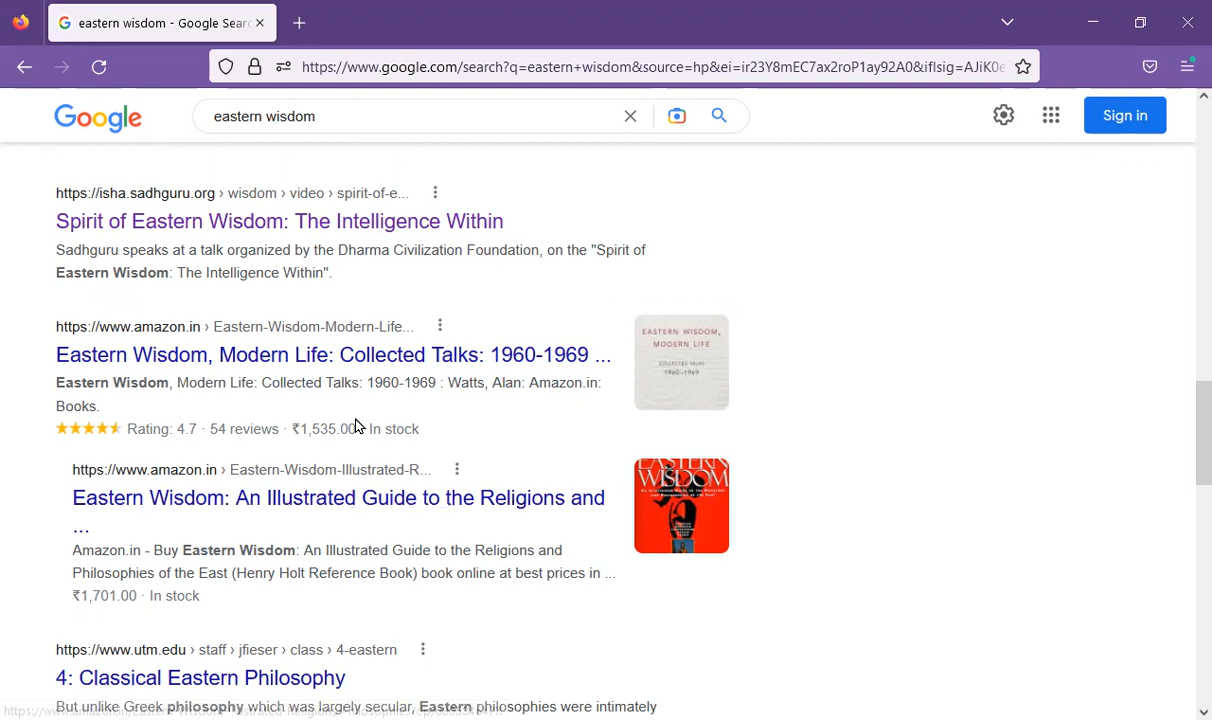 eastern wisdom - Google Searc
https://www.google.com/search?q=eastern+wisdom&source=hp&ei=ir23Y8mEC7ax2roP1ay92A0&iflsig=AJiK0e
Google
eastern wisdom
Sign in
https://isha.sadhguru.org › wisdom › video › spirit-of-e...
Spirit of Eastern Wisdom: The Intelligence Within
Sadhguru speaks at a talk organized by the Dharma Civilization Foundation, on the "Spirit of
Eastern Wisdom: The Intelligence Within".
https://www.amazon.in › Eastern-Wisdom-Modern-Life...
Eastern Wisdom, Modern Life: Collected Talks: 1960-1969 ...
Eastern Wisdom, Modern Life: Collected Talks: 1960-1969 : Watts, Alan: Amazon.in:
Books.
Rating: 4.7 · 54 reviews · ₹1,535.00 · In stock
EASTERN WISDOM,
MODERN LIFE
COLLECTED TALKS
1960-1969
https://www.amazon.in › Eastern-Wisdom-Illustrated-R...
Eastern Wisdom: An Illustrated Guide to the Religions and
...
Amazon.in - Buy Eastern Wisdom: An Illustrated Guide to the Religions and
Philosophies of the East (Henry Holt Reference Book) book online at best prices in ...
₹1,701.00 · In stock
EASTERN
WISDOM
https://www.utm.edu › staff › jfieser › class › 4-eastern
4: Classical Eastern Philosophy
But unlike Greek philosophy which was largely secular, Eastern philosophies were intimately